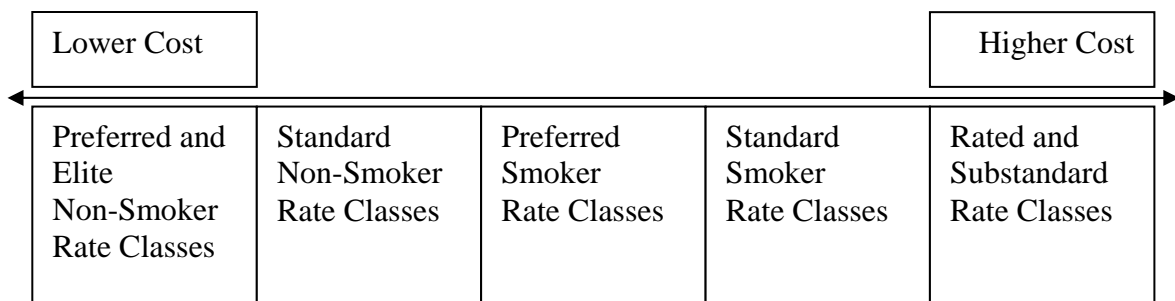 Lower Cost
Higher Cost
Preferred and
Elite
Non-Smoker
Rate Classes
Standard
Non-Smoker
Rate Classes
Preferred
Smoker
Rate Classes
Standard
Smoker
Rate Classes
Rated and
Substandard
Rate Classes